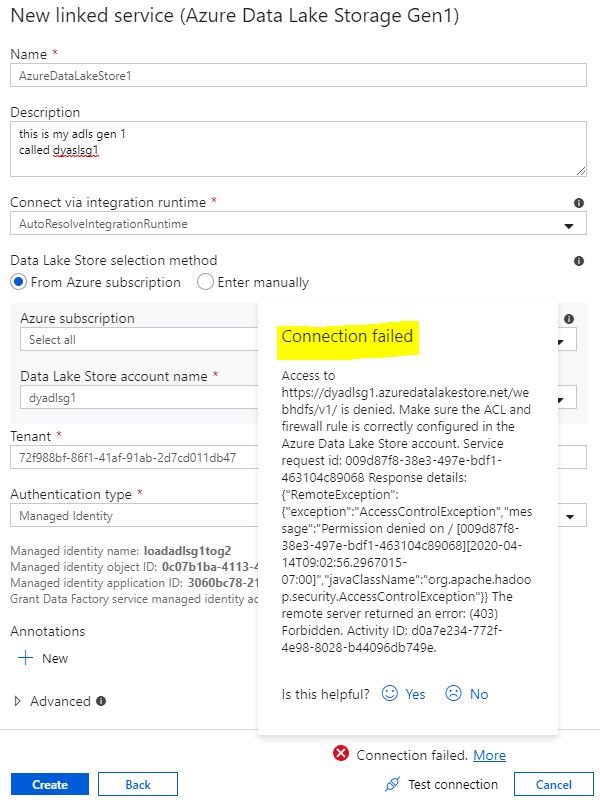 New linked service (Azure Data Lake Storage Gen1)
Name *
AzureDataLakeStore1
Description
this is my adls gen 1
called dyaslsg1
Connect via integration runtime *
AutoResolveIntegrationRuntime
Data Lake Store selection method
From Azure subscription Enter manually
Azure subscription
Select all
Data Lake Store account name *
dyadlsg1
Tenant *
72f988bf-86f1-41af-91ab-2d7cd011db47
Authentication type *
Managed Identity
Managed identity name: loadadlsg1tog2
Managed identity object ID: 0c07b1ba-4113-4
Managed identity application ID: 3060bc78-21
Grant Data Factory service managed identity ac
Annotations
New
Advanced
Connection failed
Access to
https://dyadlsg1.azuredatalakestore.net/we
bhdfs/v1/ is denied. Make sure the ACL and
firewall rule is correctly configured in the
Azure Data Lake Store account. Service
request id: 009d87f8-38e3-497e-bdf1-
463104c89068 Response details:
{"RemoteException":
{"exception":"AccessControlException","mes
sage":"Permission denied on / [009d87f8-
38e3-497e-bdf1-463104c89068][2020-04-
14T09:02:56.2967015-
07:00]","javaClassName":"org.apache.hadoo
p.security.AccessControlException"}} The
remote server returned an error: (403)
Forbidden. Activity ID: d0a7e234-772f-
4e98-8028-b44096db749e.
Is this helpful? Yes No
Connection failed. More
Create Back Test connection Cancel